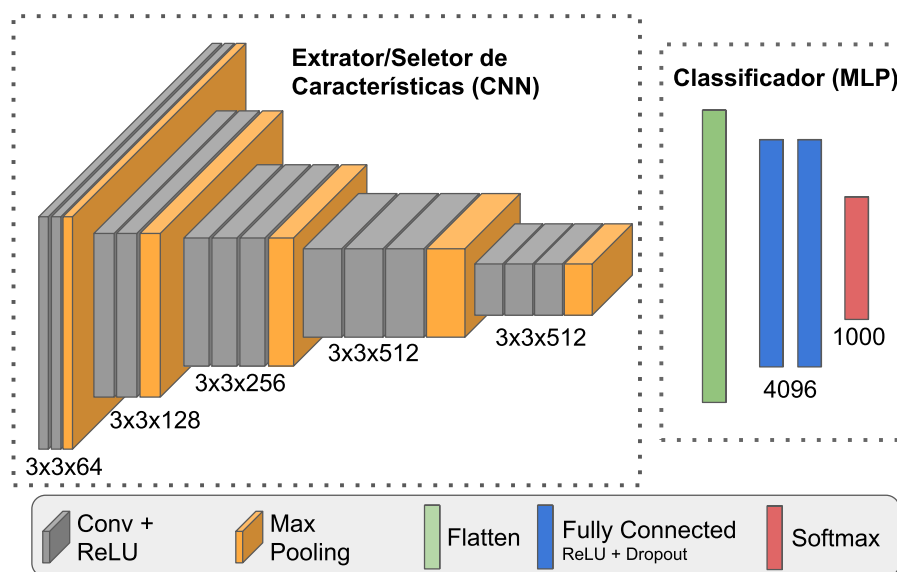 Extrator/Seletor de
Características (CNN)
Classificador (MLP)
3x3x64
3x3x128
3x3x256
3x3x512
3x3x512
4096
1000
Conv +
ReLU
Max
Pooling
Flatten
Fully Connected
ReLU + Dropout
Softmax